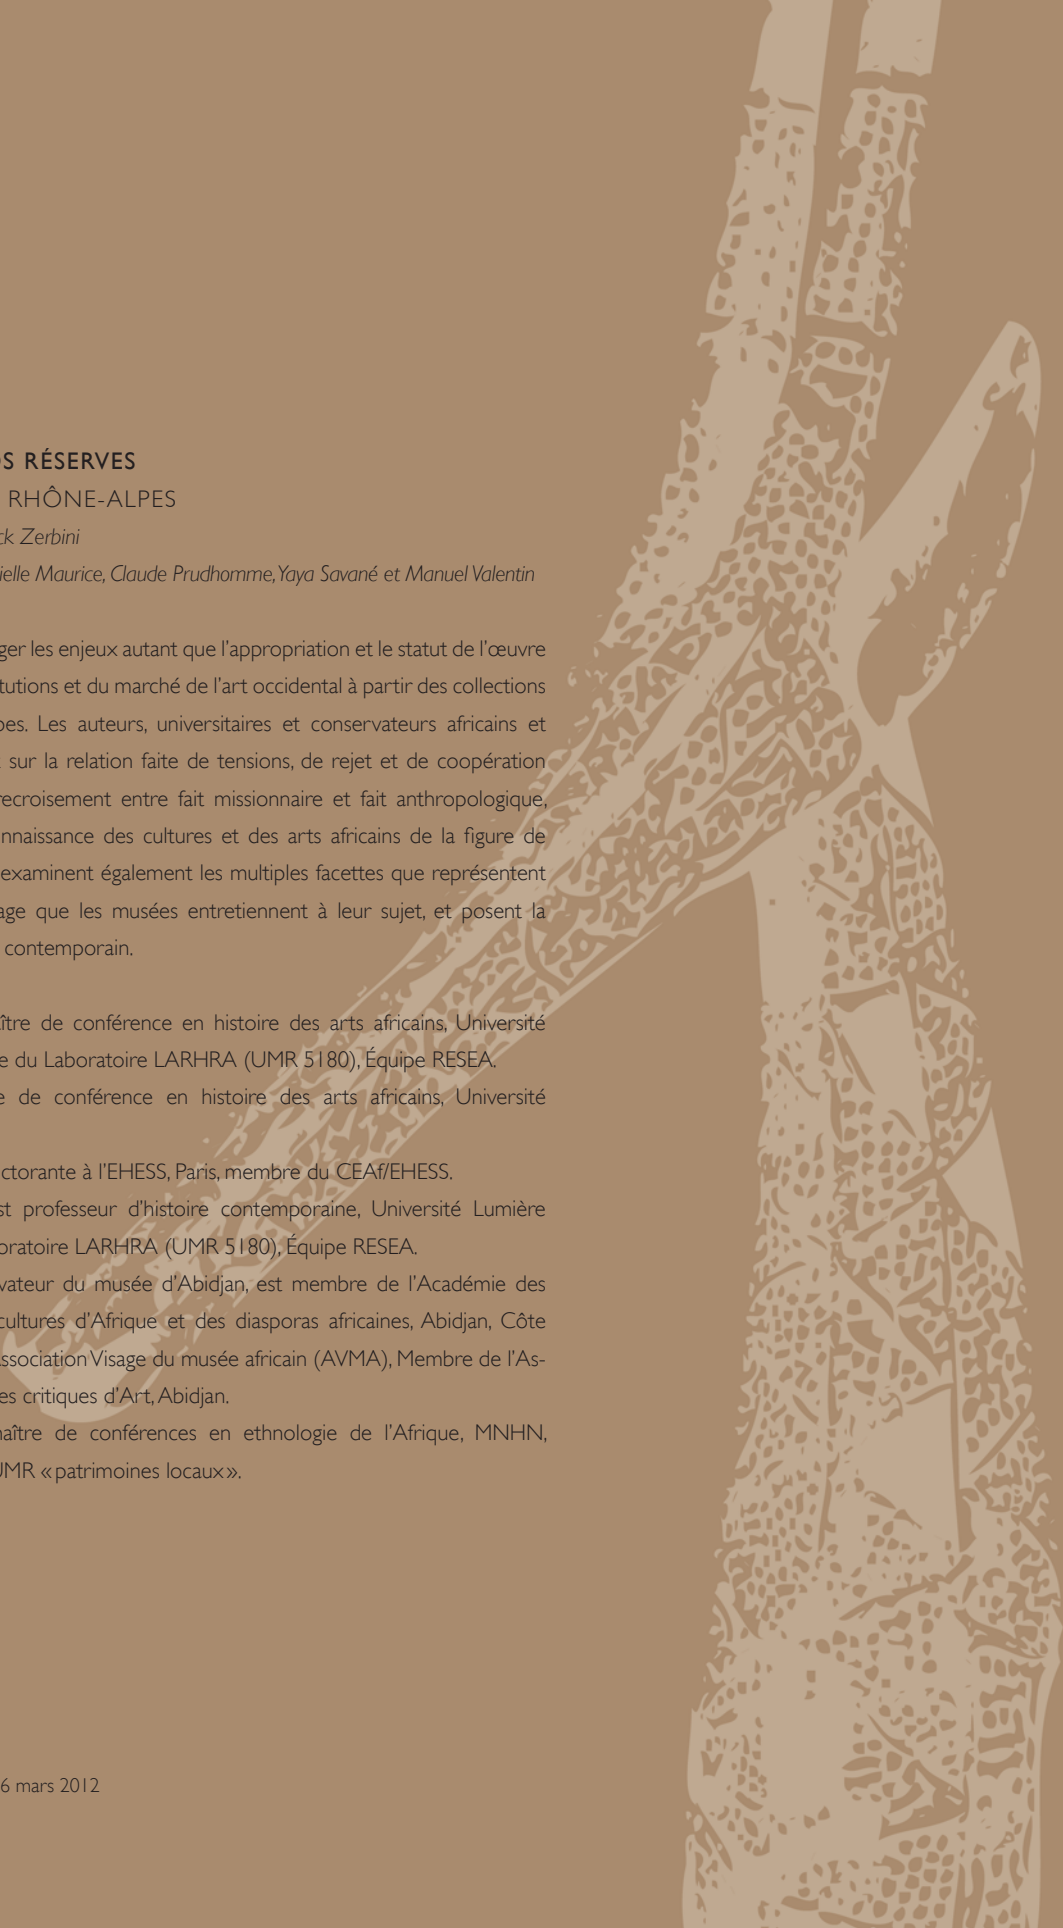 OS RÉSERVES
RHÔNE-ALPES
ck Zerbini
ielle Maurice, Claude Prudhomme, Yaya Savané et Manuel Valentin
ger les enjeux autant que l'appropriation et le statut de l'œuvre
tutions et du marché de l'art occidental à partir des collections
pes. Les auteurs, universitaires et conservateurs africains et
sur la relation faite de tensions, de rejet et de coopération
recroisement entre fait missionnaire et fait anthropologique,
nnaissance des cultures et des arts africains de la figure de
examinent également les multiples facettes que représentent
age que les musées entretiennent à leur sujet, et posent la
contemporain.
aître de conférence en histoire des arts africains, Université
e du Laboratoire LARHRA (UMR 5180), Équipe RESEA.
e de conférence en histoire des arts africains, Université
ctorante à l'EHESS, Paris, membre du CEAf/EHESS.
st professeur d'histoire contemporaine, Université Lumière
oratoire LARHRA (UMR 5180), Équipe RESEA.
vateur du musée d'Abidjan, est membre de l'Académie des
cultures d'Afrique et des diasporas africaines, Abidjan, Côte
association Visage du musée africain (AVMA), Membre de l'As-
es critiques d'Art, Abidjan.
naître de conférences en ethnologie de l'Afrique, MNHN,
UMR « patrimoines locaux ».
6 mars 2012